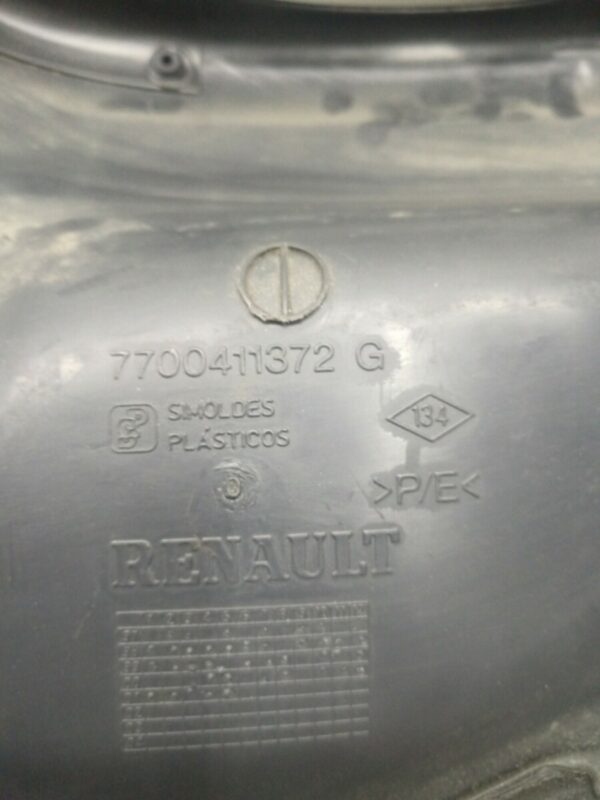 7700411372 G
SIMOLDES
PLÁSTICOS
134
>P/E<
RENAULT